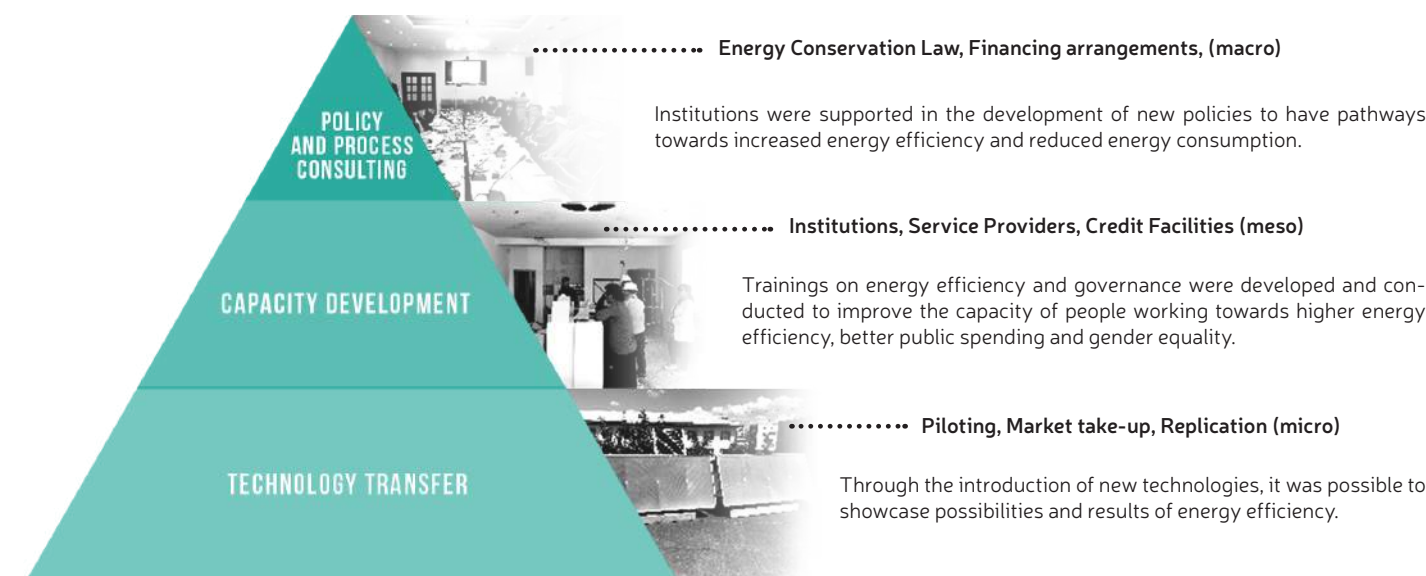 Energy Conservation Law, Financing arrangements, (macro)
POLICY
AND PROCESS
CONSULTING
Institutions were supported in the development of new policies to have pathways
towards increased energy efficiency and reduced energy consumption.
Institutions, Service Providers, Credit Facilities (meso)
CAPACITY DEVELOPMENT
Trainings on energy efficiency and governance were developed and con-
ducted to improve the capacity of people working towards higher energy
efficiency, better public spending and gender equality.
Piloting, Market take-up, Replication (micro)
TECHNOLOGY TRANSFER
Through the introduction of new technologies, it was possible to
showcase possibilities and results of energy efficiency.